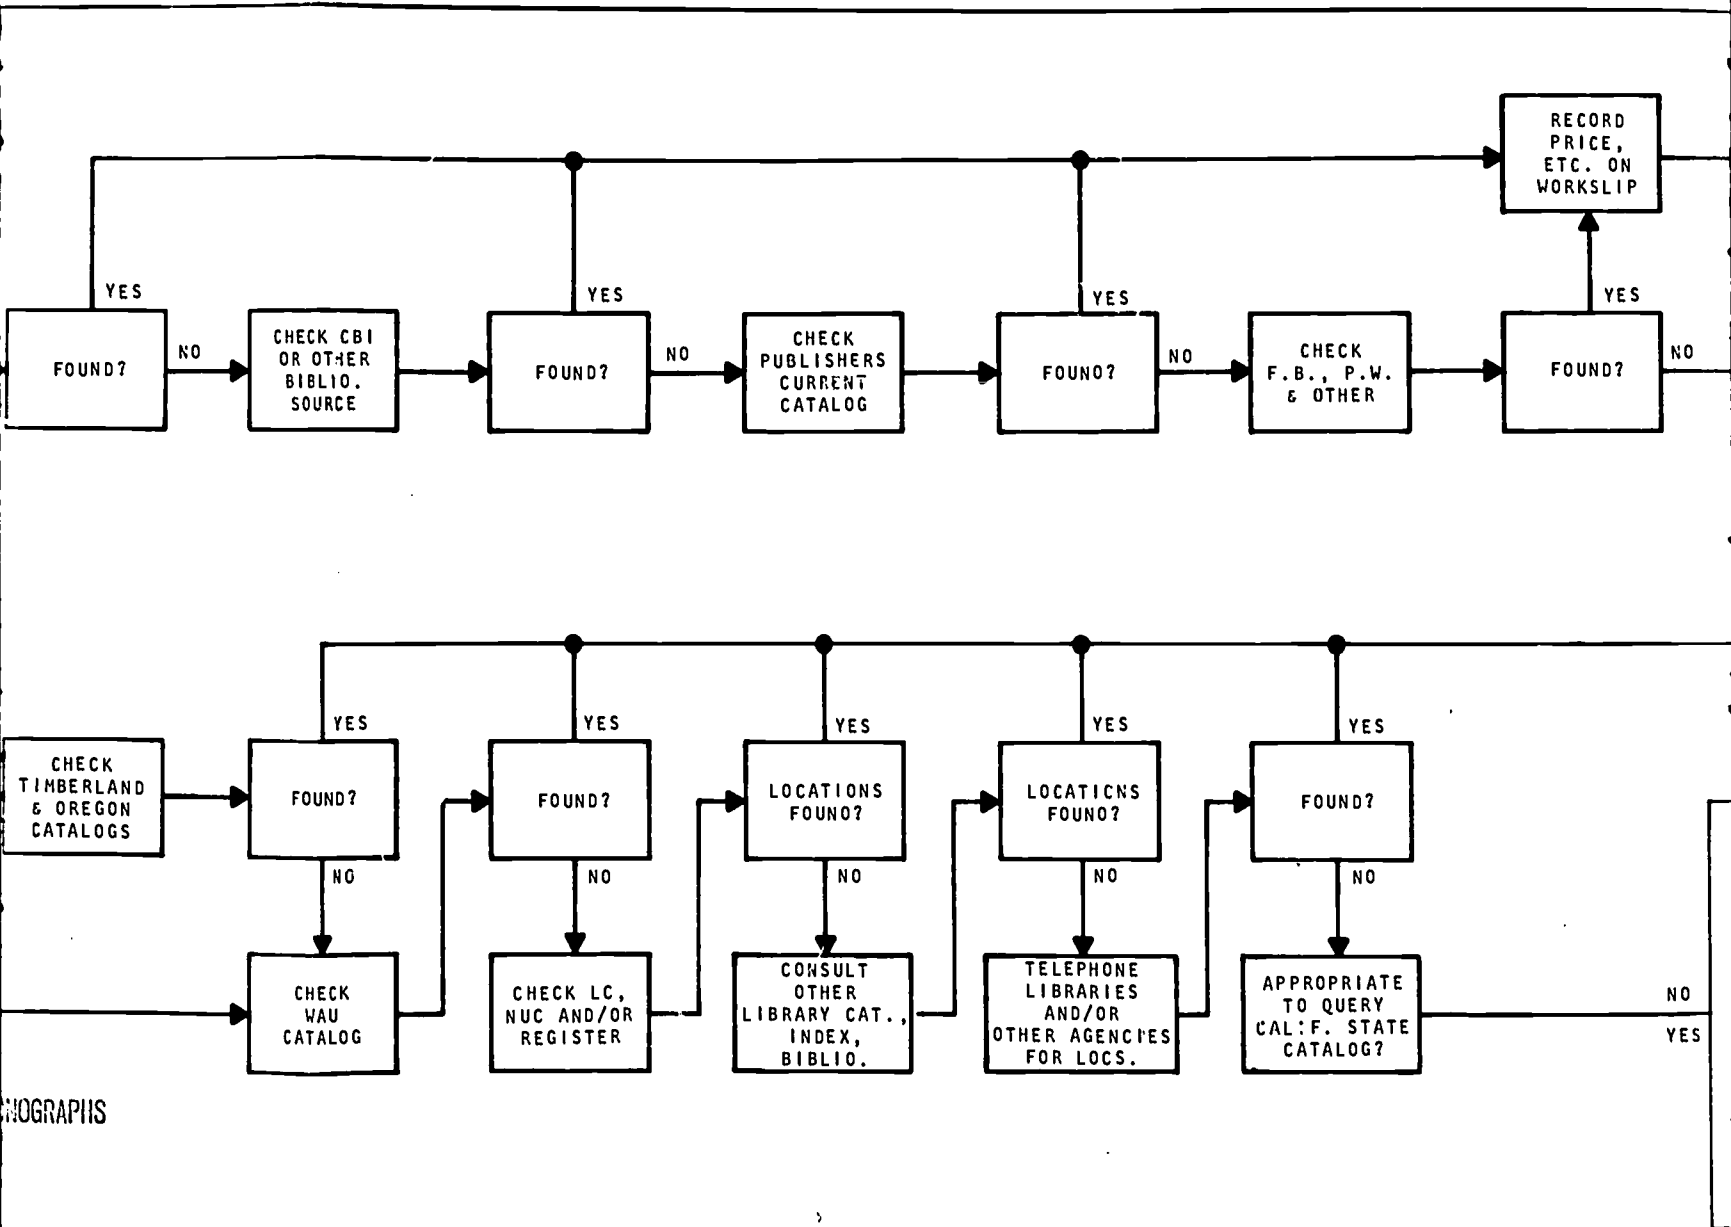 RECORD
PRICE,
ETC. ON
WORKSLIP
YES
YES
YES
YES
FOUND?
NO
CHECK CBI
OR OTHER
BIBLIO.
SOURCE
FOUND?
NO
CHECK
PUBLISHERS
CURRENT
CATALOG
FOUNO?
NO
CHECK
F.B., P.W.
& OTHER
FOUND?
NO
YES
YES
YES
YES
YES
CHECK
TIMBERLAND
& OREGON
CATALOGS
FOUND?
FOUND?
LOCATIONS
FOUNO?
LOCATICNS
FOUNO?
FOUND?
NO
NO
NO
NO
NO
CHECK
WAU
CATALOG
CHECK LC,
NUC AND/OR
REGISTER
CONSULT
OTHER
LIBRARY CAT.,
INDEX,
BIBLIO.
TELEPHONE
LIBRARIES
AND/OR
OTHER AGENCIES
FOR LOCS.
APPROPRIATE
TO QUERY
CAL:F. STATE
CATALOG?
NO
YES
NOGRAPHS